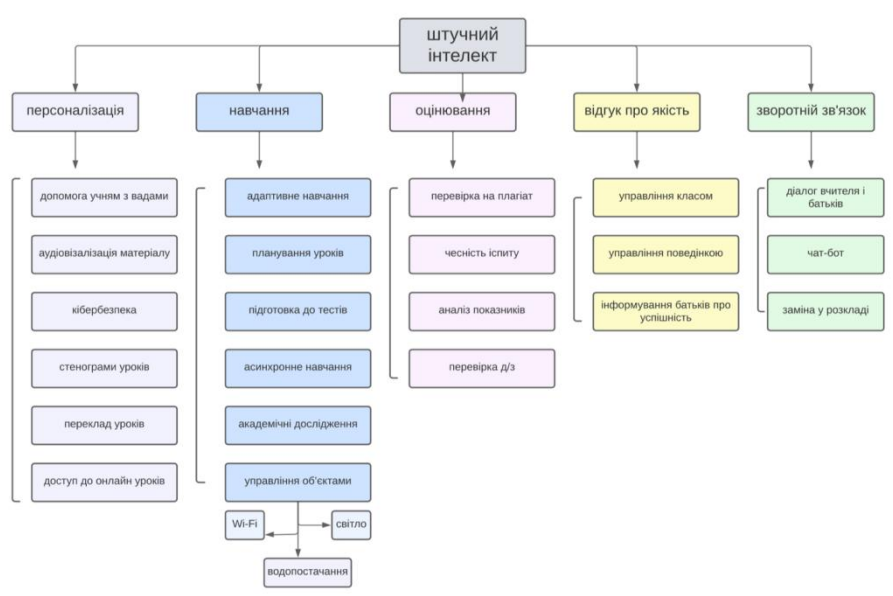 штучний
інтелект
персоналізація
навчання
оцінювання
відгук про якість
зворотній зв'язок
допомога учням з вадами
аудіовізалізація матеріалу
кібербезпека
стенограми уроків
переклад уроків
доступ до онлайн уроків
адаптивне навчання
планування уроків
підготовка до тестів
асинхронне навчання
академічні дослідження
управління об'єктами
Wi-Fi
світло
водопостачання
перевірка на плагіат
чесність іспиту
аналіз показників
перевірка д/з
управління класом
управління поведінкою
інформування батьків про
успішність
діалог вчителя і
батьків
чат-бот
заміна у розкладі